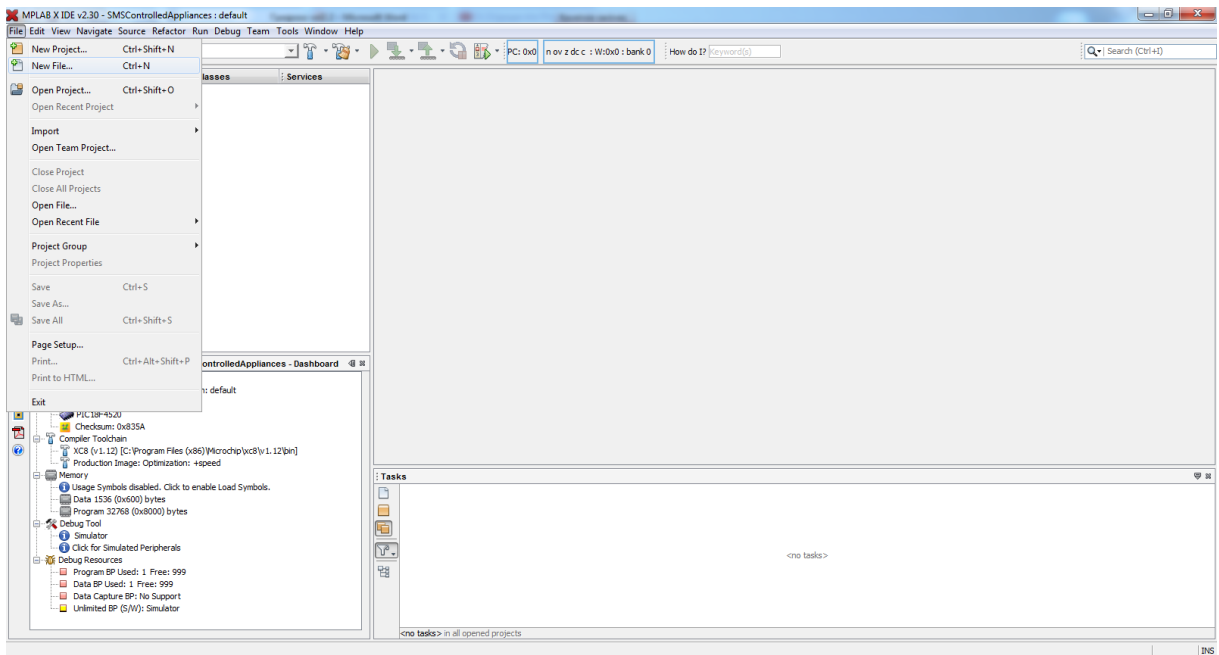 MPLAB X IDE v2.30 - SMSControlledAppliances : default
File Edit View Navigate Source Refactor Run Debug Team Tools Window Help
PC: 0x0 n ov z dc c : W:0x0 : bank 0 How do I? Keyword(s) Search (Ctrl+I)
New Project... Ctrl+Shift+N
New File... Ctrl+N
Open Project... Ctrl+Shift+O
Open Recent Project
Import
Open Team Project...
Close Project
Close All Projects
Open File...
Open Recent File
Project Group
Project Properties
Save Ctrl+S
Save As...
Save All Ctrl+Shift+S
Page Setup...
Print... Ctrl+Alt+Shift+P
Print to HTML...
Exit
lasses Services
ontrolledAppliances - Dashboard
n: default
PIC18F4520
Checksum: 0x835A
Compiler Toolchain
XC8 (v1.12) [C:\Program Files (x86)\Microchip\xc8\v1.12\bin]
Production Image: Optimization: +speed
Memory
Usage Symbols disabled. Click to enable Load Symbols.
Data 1536 (0x600) bytes
Program 32768 (0x8000) bytes
Debug Tool
Simulator
Click for Simulated Peripherals
Debug Resources
Program BP Used: 1 Free: 999
Data BP Used: 1 Free: 999
Data Capture BP: No Support
Unlimited BP (S/W): Simulator
Tasks
<no tasks>
<no tasks> in all opened projects
INS